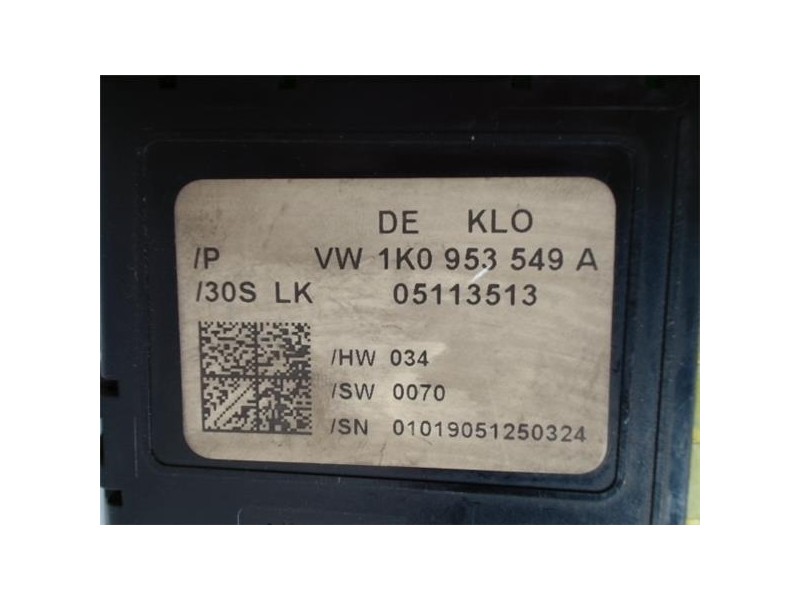 DE KLO
/P VW 1K0 953 549 A
/30S LK 05113513
/HW 034
/SW 0070
/SN 01019051250324